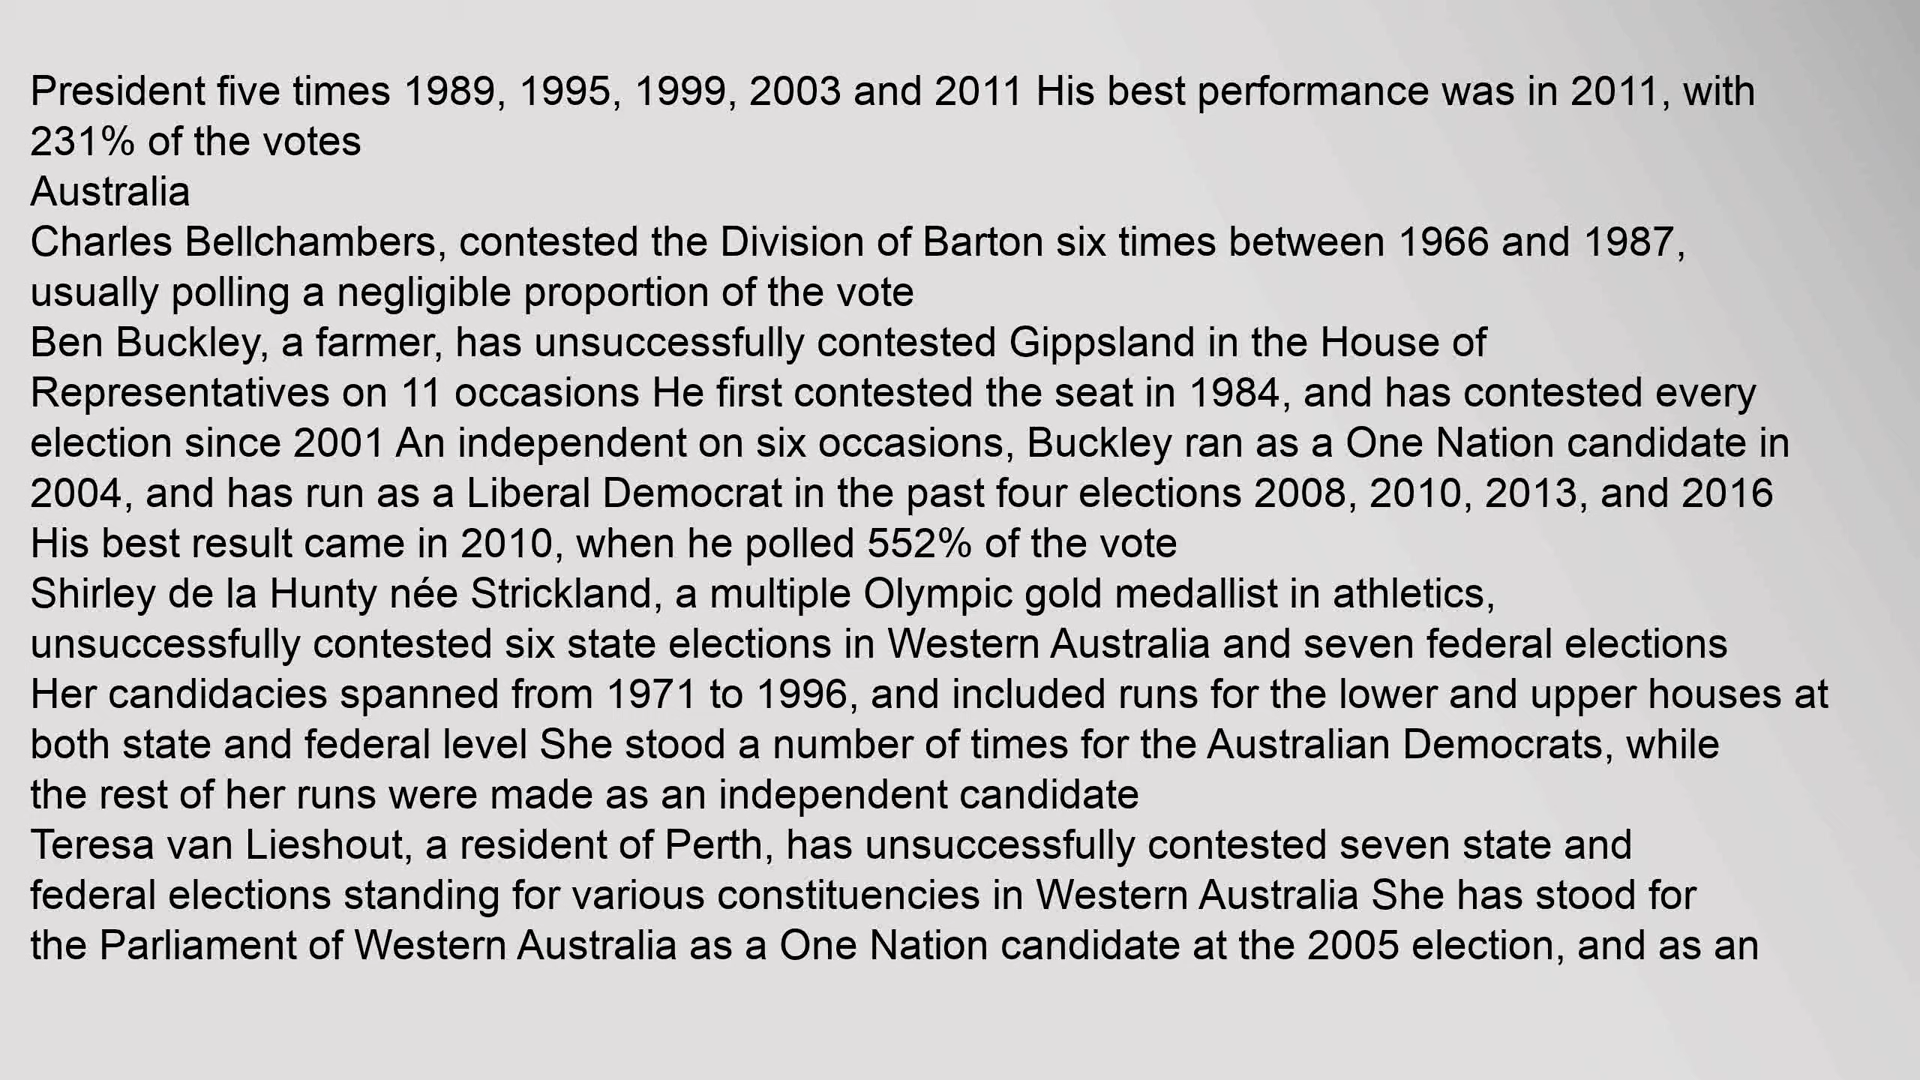 President five times 1989, 1995, 1999, 2003 and 2011 His best performance was in 2011, with
231% of the votes
Australia
Charles Bellchambers, contested the Division of Barton six times between 1966 and 1987,
usually polling a negligible proportion of the vote
Ben Buckley, a farmer, has unsuccessfully contested Gippsland in the House of
Representatives on 11 occasions He first contested the seat in 1984, and has contested every
election since 2001 An independent on six occasions, Buckley ran as a One Nation candidate in
2004, and has run as a Liberal Democrat in the past four elections 2008, 2010, 2013, and 2016
His best result came in 2010, when he polled 552% of the vote
Shirley de la Hunty née Strickland, a multiple Olympic gold medallist in athletics,
unsuccessfully contested six state elections in Western Australia and seven federal elections
Her candidacies spanned from 1971 to 1996, and included runs for the lower and upper houses at
both state and federal level She stood a number of times for the Australian Democrats, while
the rest of her runs were made as an independent candidate
Teresa van Lieshout, a resident of Perth, has unsuccessfully contested seven state and
federal elections standing for various constituencies in Western Australia She has stood for
the Parliament of Western Australia as a One Nation candidate at the 2005 election, and as an